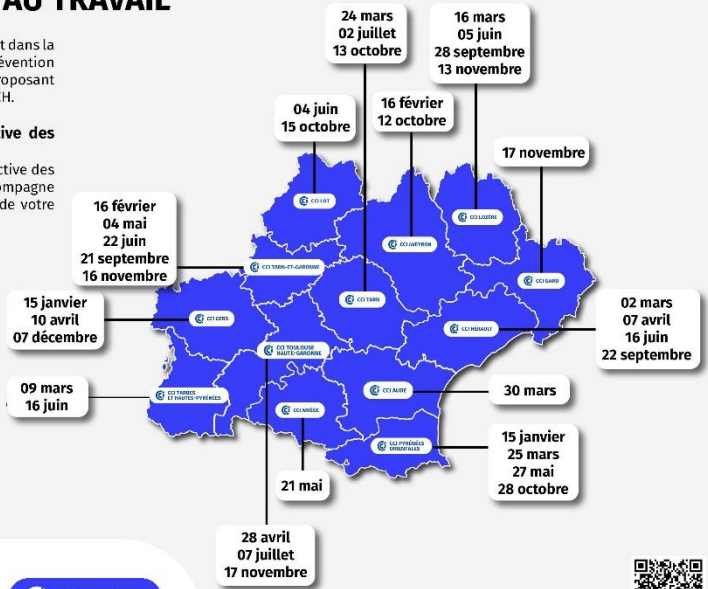 AU TRAVAIL
t dans la
évention
roposant
EH.
ive des
ctive des
ompagne
de votre
24 mars
02 juillet
13 octobre
16 mars
05 juin
28 septembre
13 novembre
04 juin
15 octobre
16 février
12 octobre
17 novembre
16 février
04 mai
22 juin
21 septembre
16 novembre
15 janvier
10 avril
07 décembre
09 mars
16 juin
CCI LOT
CCI LOZÈRE
CCI AVEYRON
CCI TARN-ET-GARONNE
CCI GARD
CCI TARN
CCI GERS
CCI HÉRAULT
CCI TOULOUSE
HAUTE-GARONNE
CCI TARBES
ET HAUTES-PYRÉNÉES
CCI AUDE
CCI ARIÈGE
CCI PYRÉNÉES
ORIENTALES
02 mars
07 avril
16 juin
22 septembre
30 mars
15 janvier
25 mars
27 mai
28 octobre
21 mai
28 avril
07 juillet
17 novembre